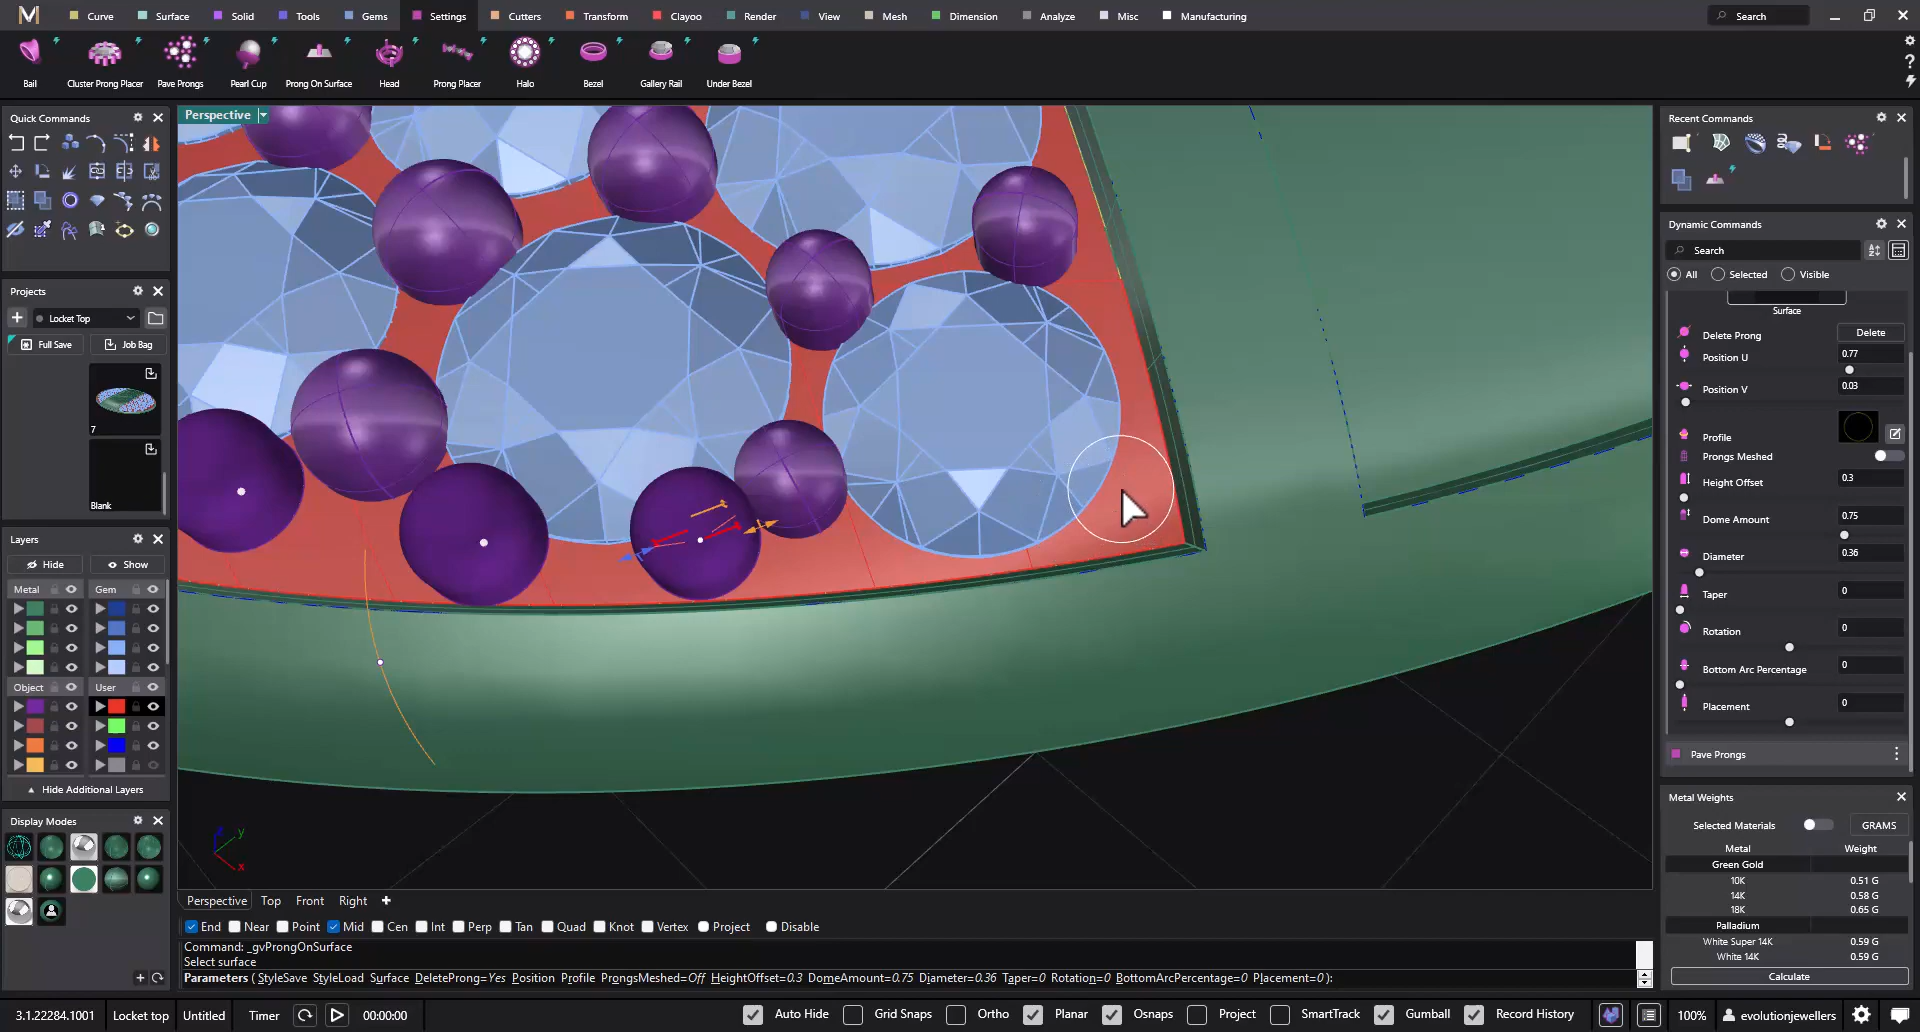 Curve Surface Solid Tools Gems Settings Cutters Transform Clayoo Render View Mesh Dimension Analyze Misc Manufacturing Search
Bail Cluster Prong Placer Pave Prongs Pearl Cup Prong On Surface Head Prong Placer Halo Bezel Gallery Rail Under Bezel
Quick Commands
Perspective
Recent Commands
Dynamic Commands
Search
All Selected Visible
Surface
Delete Prong Delete
Position U 0.77
Position V 0.03
Profile
Prongs Meshed
Height Offset 0.3
Dome Amount 0.75
Diameter 0.36
Taper 0
Rotation 0
Bottom Arc Percentage 0
Placement 0
Pave Prongs
Projects
Locket Top
Full Save Job Bag
7
Blank
Layers
Hide Show
Metal Gem
Object User
Hide Additional Layers
Display Modes
z y x
Metal Weights
Selected Materials GRAMS
Metal Weight
Green Gold
10K 0.51 G
14K 0.58 G
18K 0.65 G
Palladium
White Super 14K 0.59 G
White 14K 0.59 G
Calculate
Perspective Top Front Right
End Near Point Mid Cen Int Perp Tan Quad Knot Vertex Project Disable
Command: _gvProngOnSurface
Select surface
Parameters ( StyleSave StyleLoad Surface DeleteProng=Yes Position Profile ProngsMeshed=Off HeightOffset=0.3 DomeAmount=0.75 Diameter=0.36 Taper=0 Rotation=0 BottomArcPercentage=0 Placement=0 ):
3.1.22284.1001 Locket top Untitled Timer 00:00:00 Auto Hide Grid Snaps Ortho Planar Osnaps Project SmartTrack Gumball Record History 100% evolutionjewellers